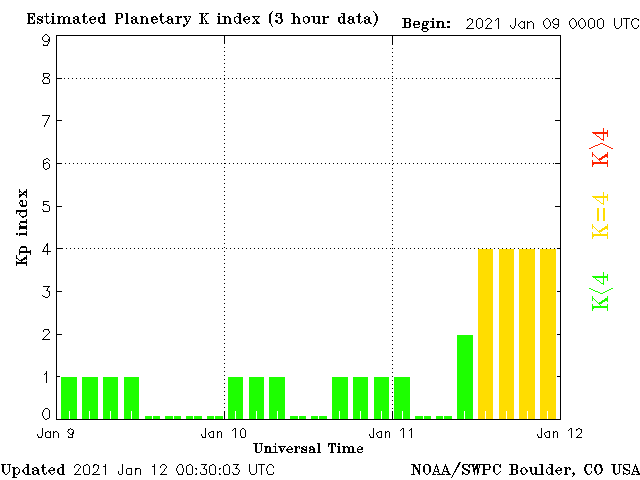 Estimated Planetary K index (3 hour data) Begin: 2021 Jan 09 0000 UTC
9
8
7
6
5
4
3
2
1
0
Kp index
K>4
K=4
K<4
Jan 9 Jan 10 Jan 11 Jan 12
Universal Time
Updated 2021 Jan 12 00:30:03 UTC NOAA/SWPC Boulder, CO USA